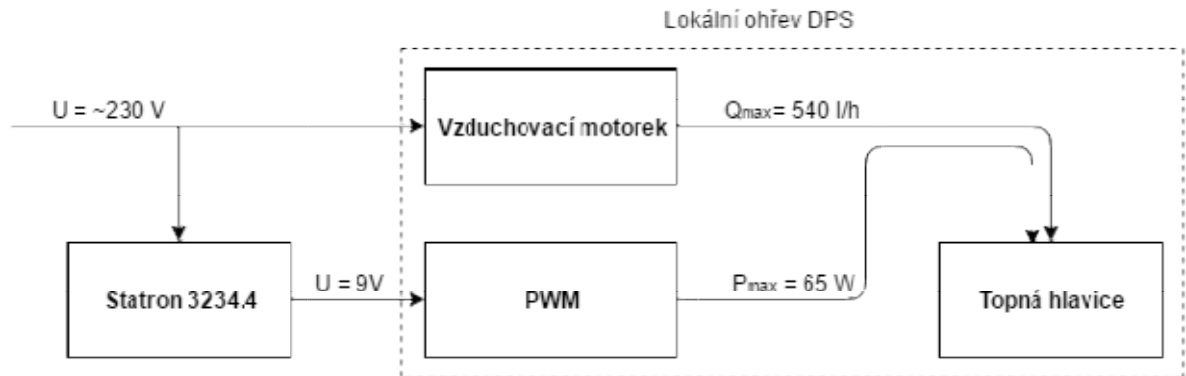 Lokální ohřev DPS
U = ~230 V
Vzduchovací motorek
Qmax= 540 l/h
Statron 3234.4
U = 9V
PWM
Pmax = 65 W
Topná hlavice